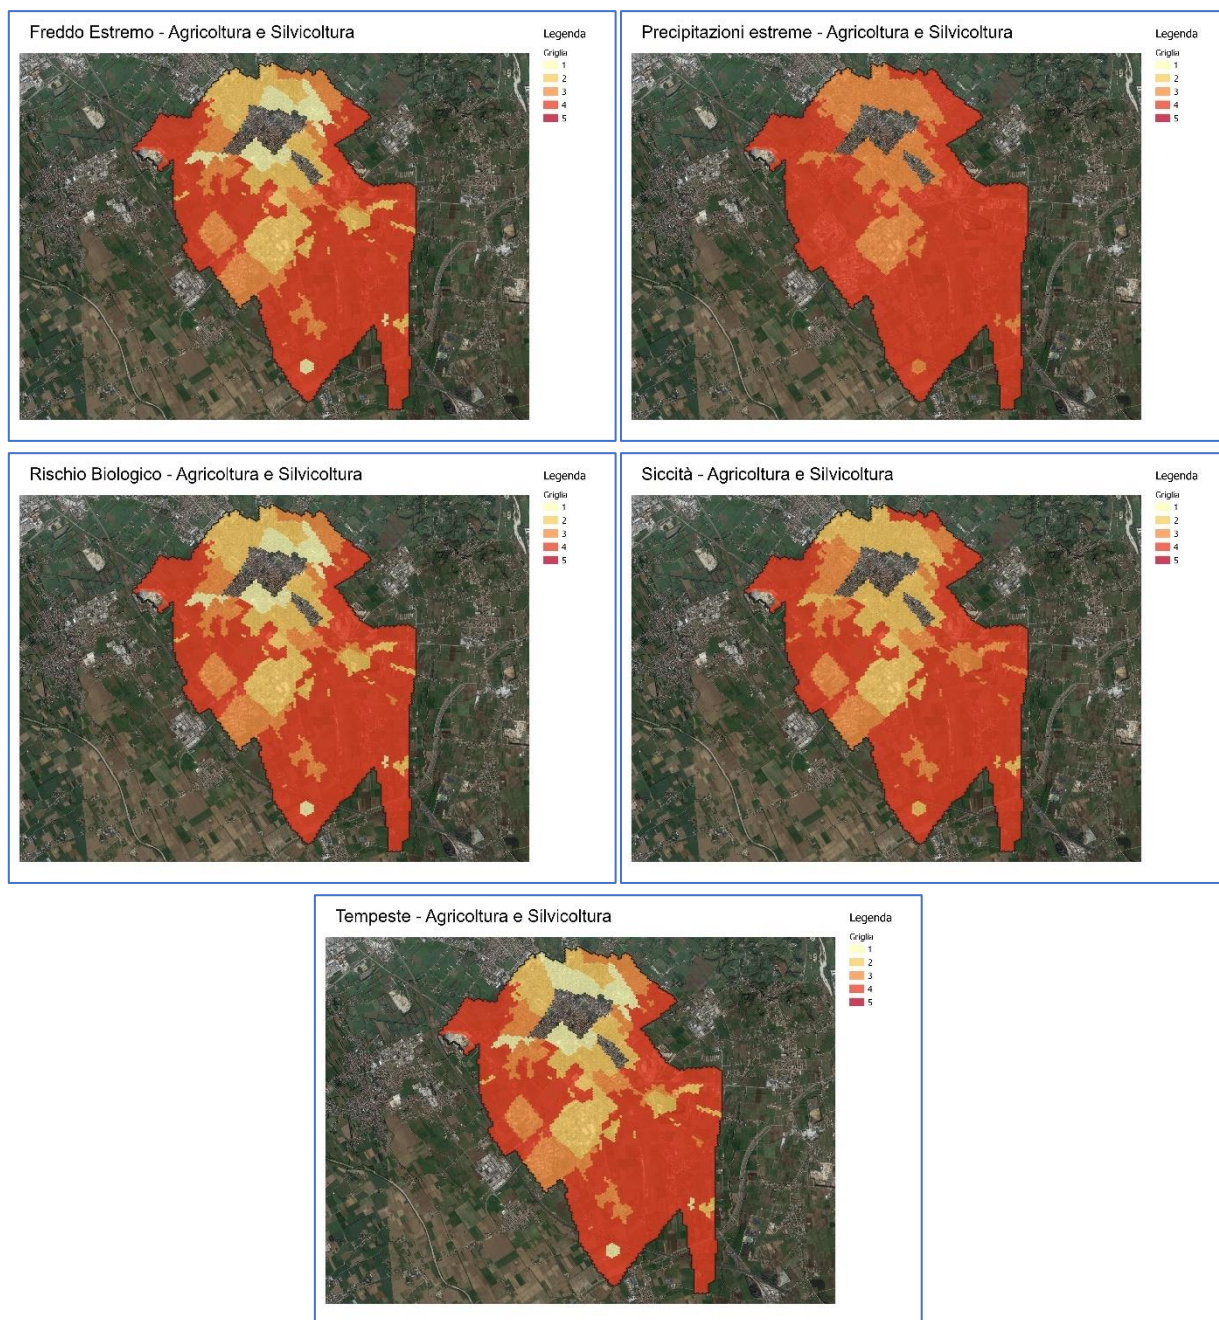 Freddo Estremo - Agricoltura e Silvicoltura
Legenda
Griglia
1
2
3
4
5
Precipitazioni estreme - Agricoltura e Silvicoltura
Legenda
Griglia
1
2
3
4
5
Rischio Biologico - Agricoltura e Silvicoltura
Legenda
Griglia
1
2
3
4
5
Siccità - Agricoltura e Silvicoltura
Legenda
Griglia
1
2
3
4
5
Tempeste - Agricoltura e Silvicoltura
Legenda
Griglia
1
2
3
4
5